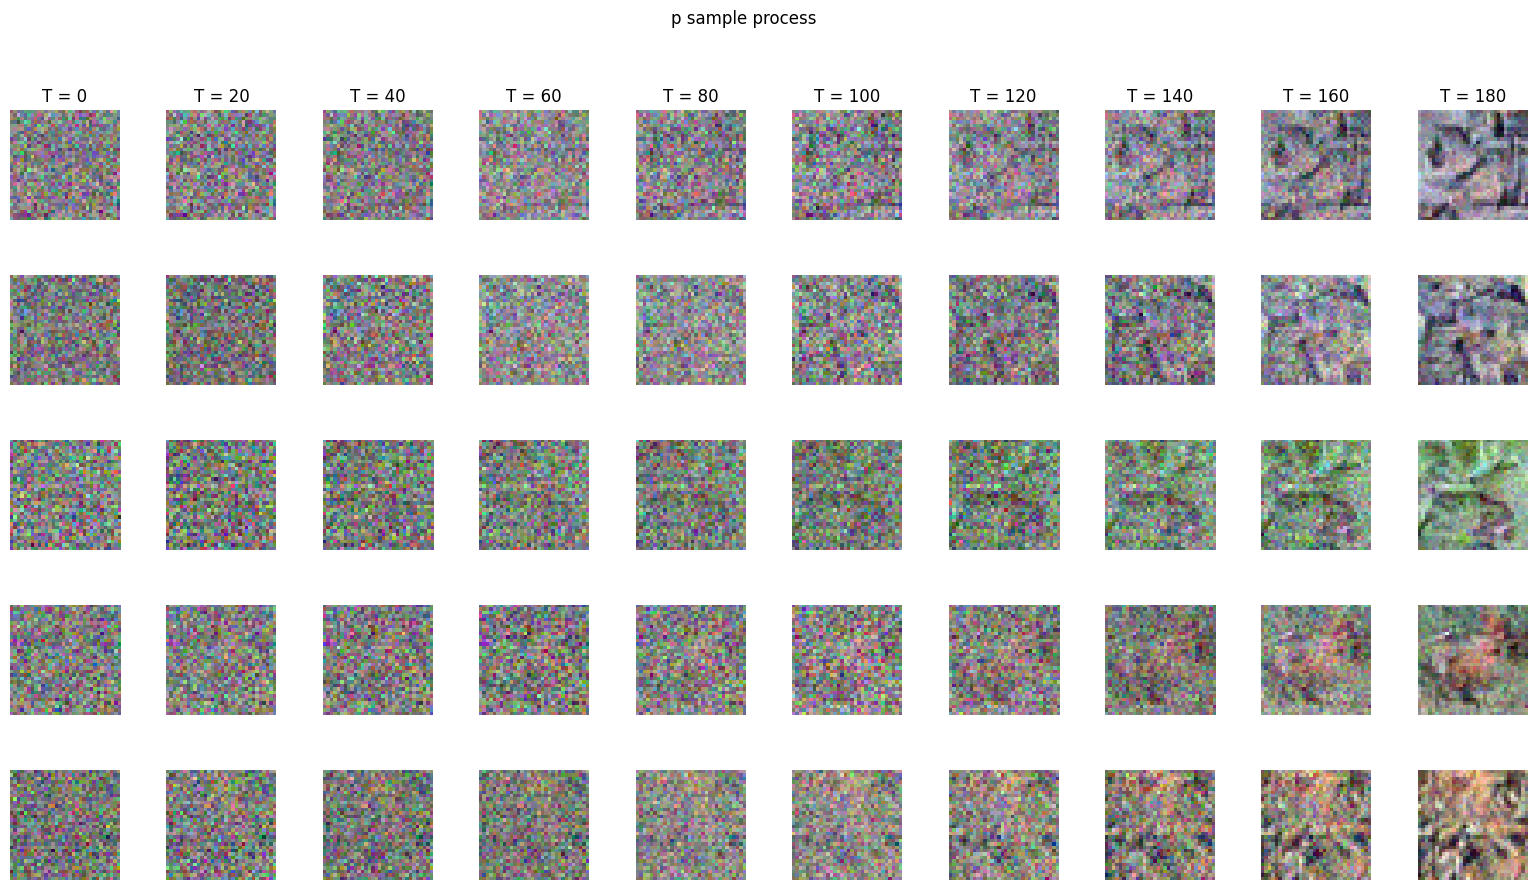 p sample process
T = 0 T = 20 T = 40 T = 60 T = 80 T = 100 T = 120 T = 140 T = 160 T = 180